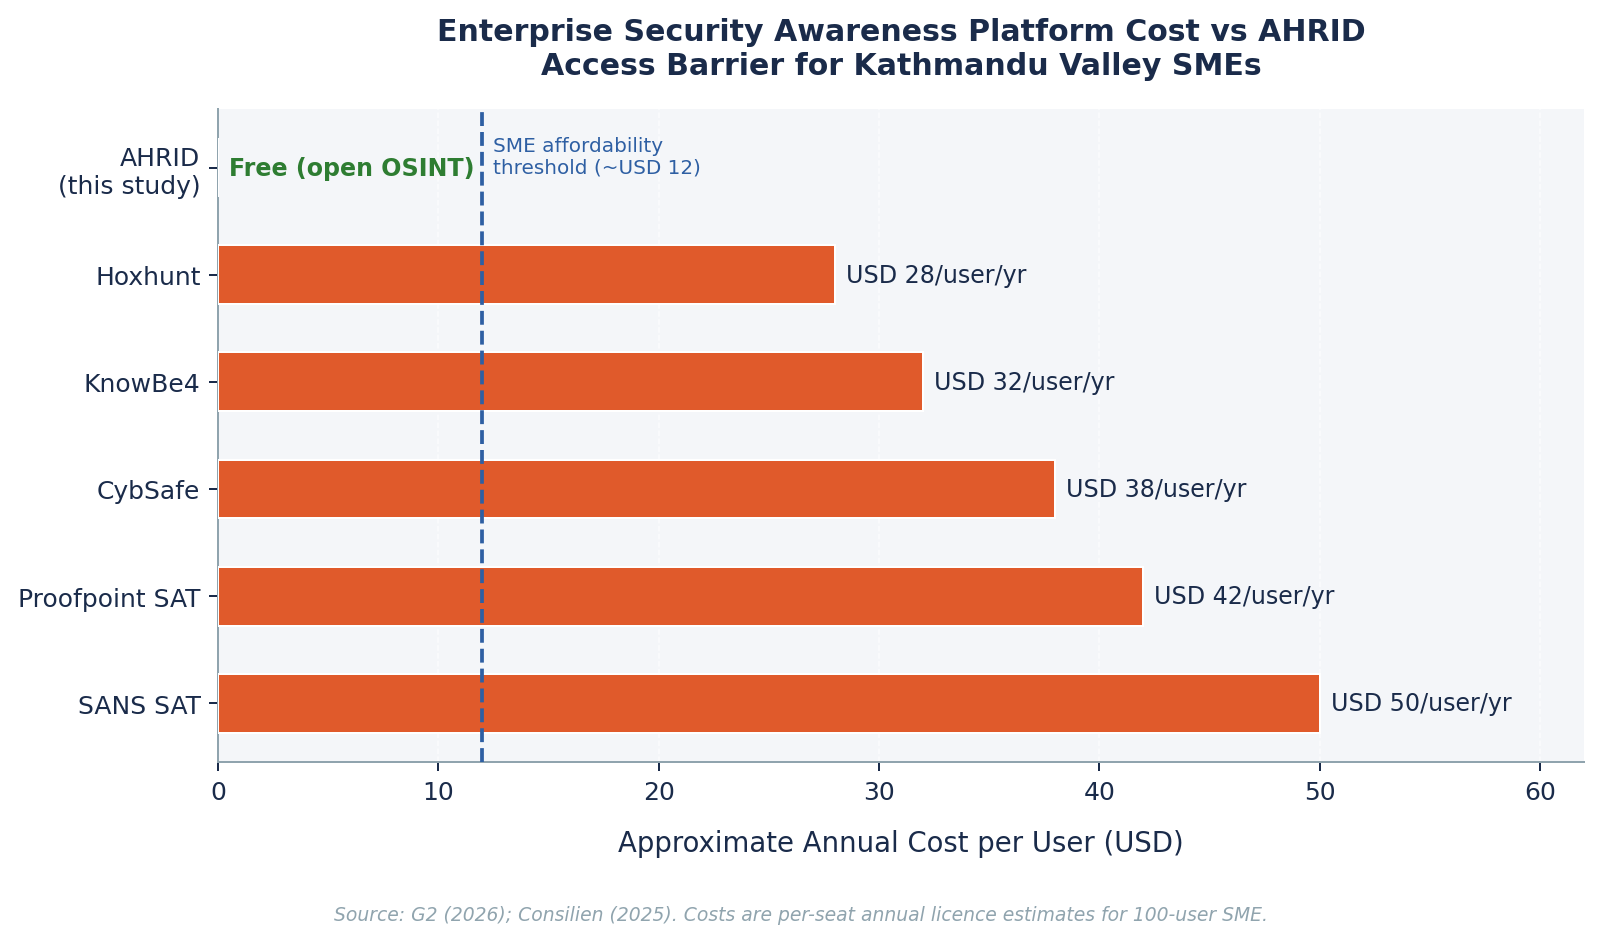 Enterprise Security Awareness Platform Cost vs AHRID
Access Barrier for Kathmandu Valley SMEs
AHRID
(this study)
Free (open OSINT)
SME affordability
threshold (~USD 12)
Hoxhunt
USD 28/user/yr
KnowBe4
USD 32/user/yr
CybSafe
USD 38/user/yr
Proofpoint SAT
USD 42/user/yr
SANS SAT
USD 50/user/yr
0 10 20 30 40 50 60
Approximate Annual Cost per User (USD)
Source: G2 (2026); Consilien (2025). Costs are per-seat annual licence estimates for 100-user SME.